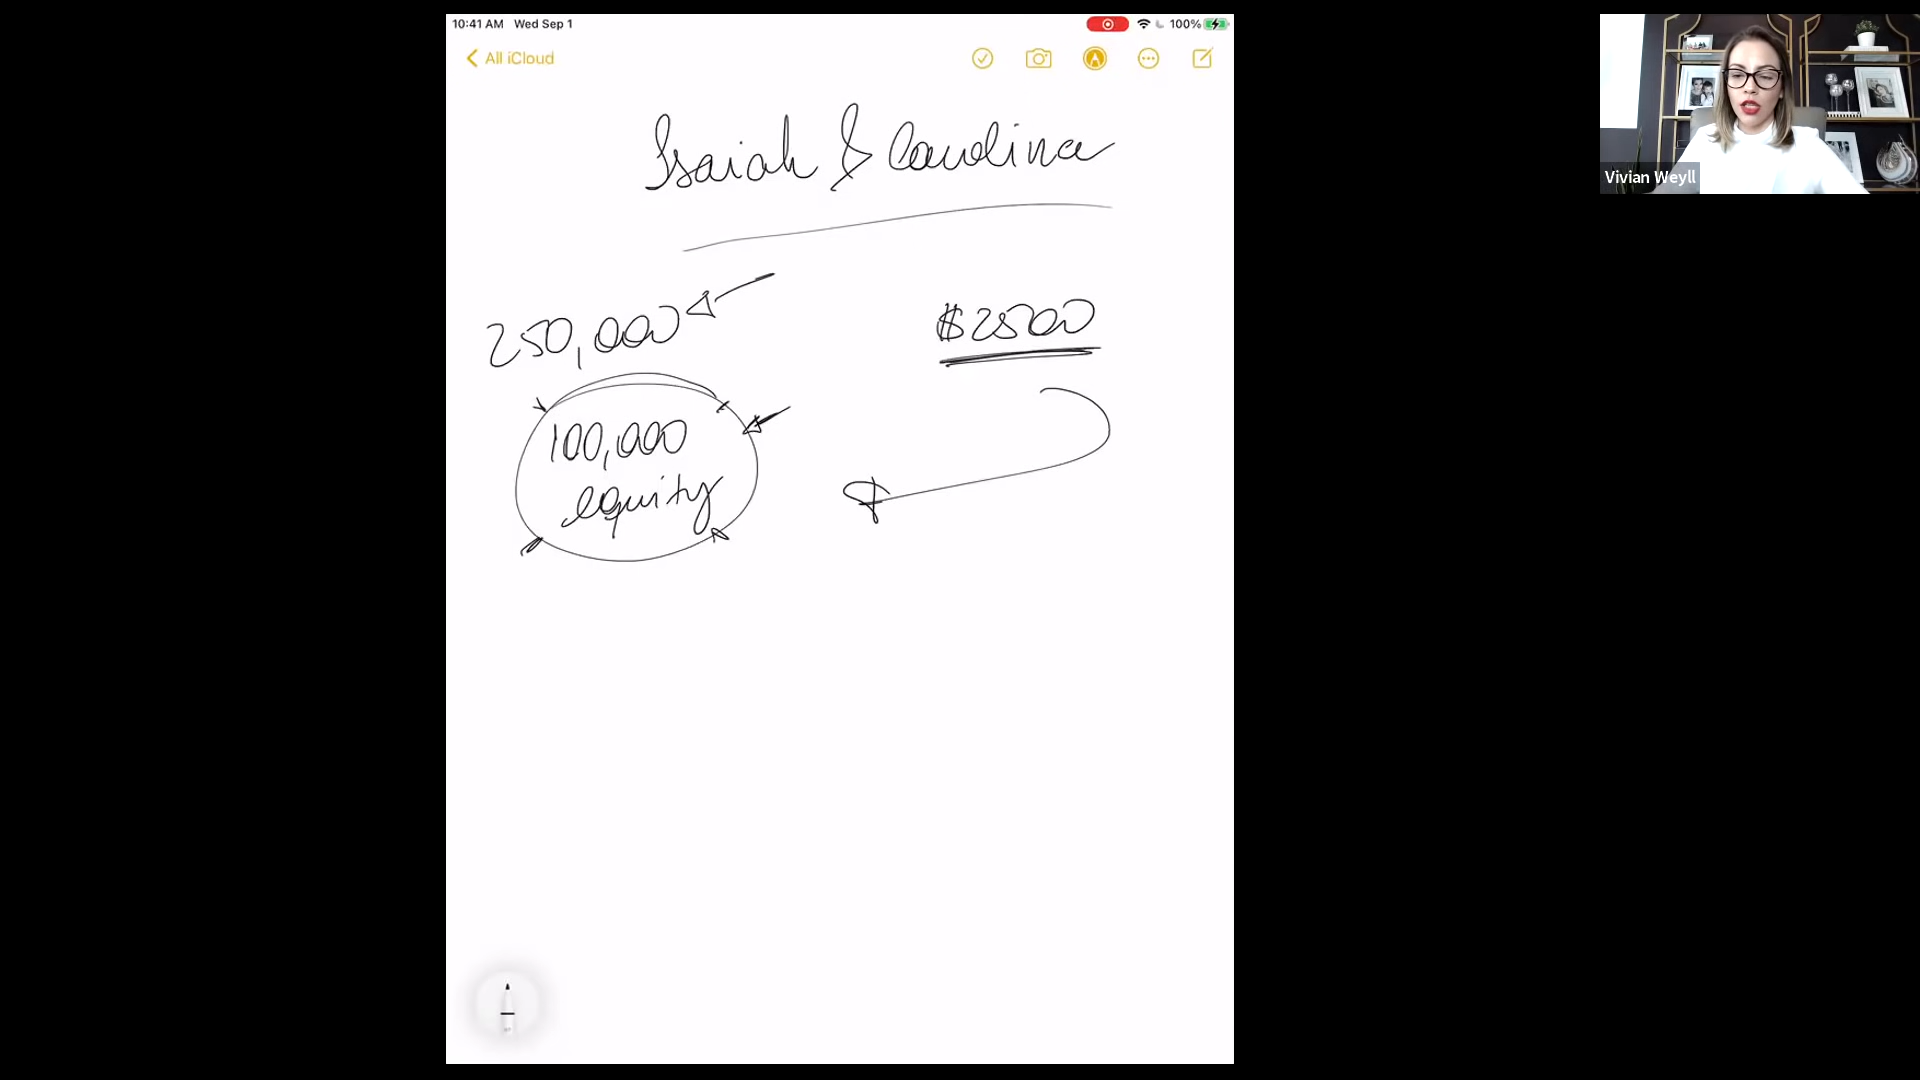 10:41 AM Wed Sep 1
100%
All iCloud
Isaiah & Carolina
250,000
$2500
100,000
equity
Vivian Weyll